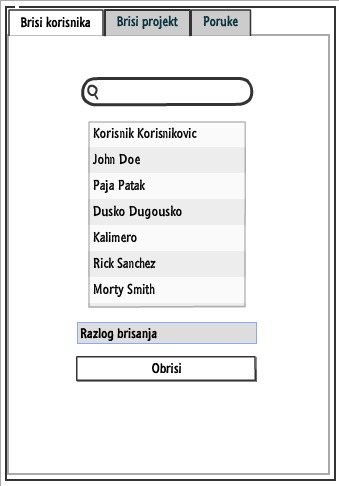 Brisi korisnika
Brisi projekt
Poruke
Korisnik Korisnikovic
John Doe
Paja Patak
Dusko Dugousko
Kalimero
Rick Sanchez
Morty Smith
Razlog brisanja
Obrisi